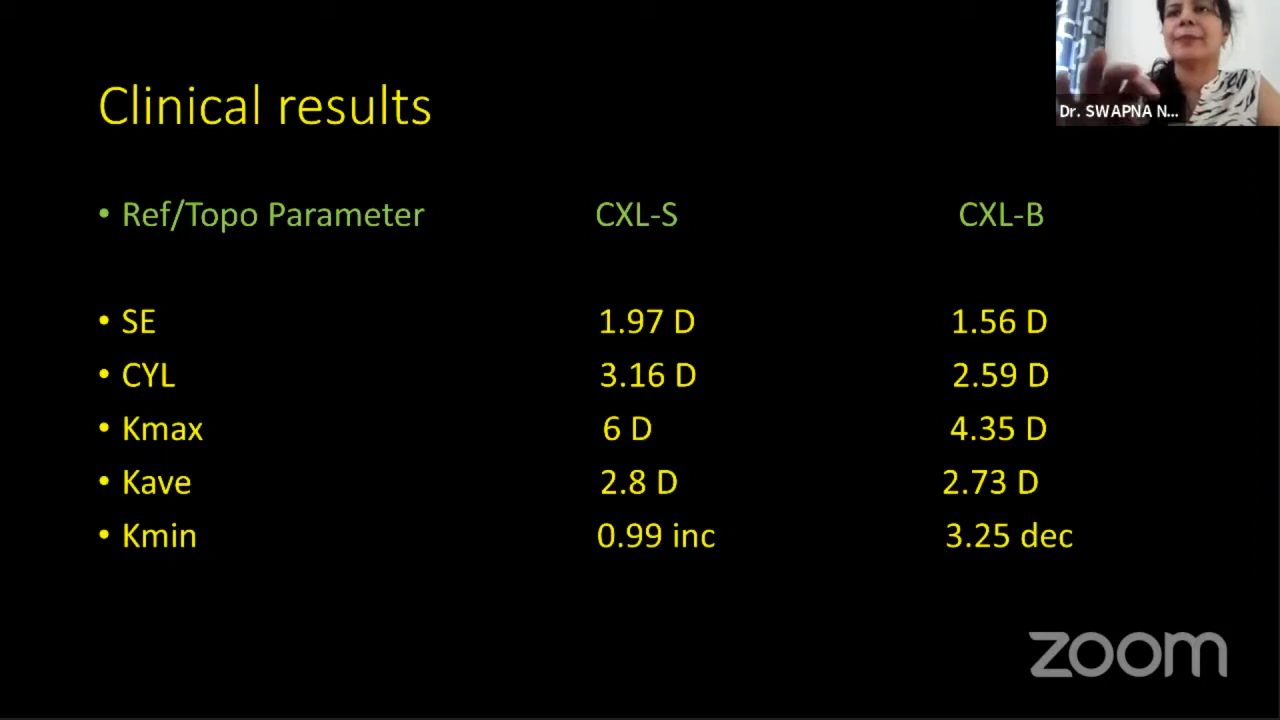 Clinical results
Dr. SWAPNA N...
• Ref/Topo Parameter CXL-S CXL-B
• SE 1.97 D 1.56 D
• CYL 3.16 D 2.59 D
• Kmax 6 D 4.35 D
• Kave 2.8 D 2.73 D
• Kmin 0.99 inc 3.25 dec
zoom